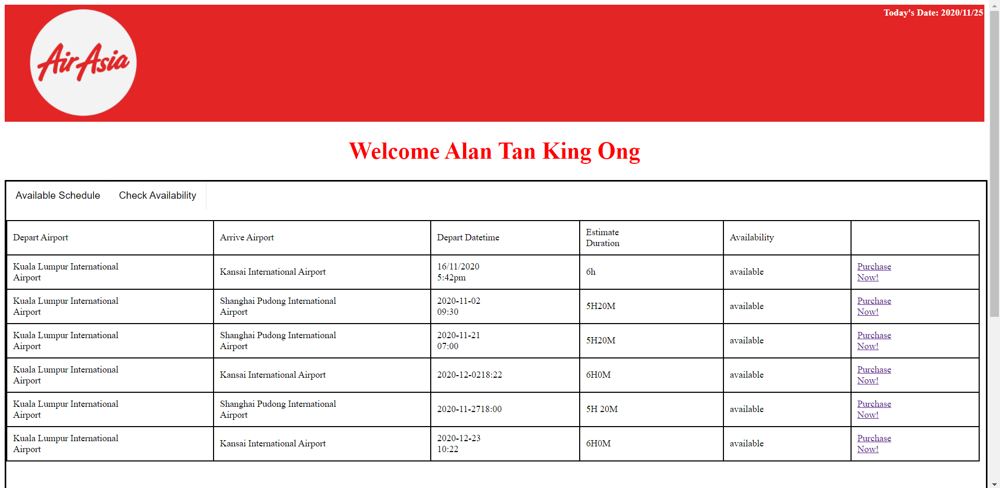 Today's Date: 2020/11/25
AirAsia
Welcome Alan Tan King Ong
Available Schedule Check Availability
Depart Airport Arrive Airport Depart Datetime Estimate Duration Availability
Kuala Lumpur International Airport Kansai International Airport 16/11/2020 5:42pm 6h available Purchase Now!
Kuala Lumpur International Airport Shanghai Pudong International Airport 2020-11-02 09:30 5H20M available Purchase Now!
Kuala Lumpur International Airport Shanghai Pudong International Airport 2020-11-21 07:00 5H20M available Purchase Now!
Kuala Lumpur International Airport Kansai International Airport 2020-12-0218:22 6H0M available Purchase Now!
Kuala Lumpur International Airport Shanghai Pudong International Airport 2020-11-2718:00 5H 20M available Purchase Now!
Kuala Lumpur International Airport Kansai International Airport 2020-12-23 10:22 6H0M available Purchase Now!